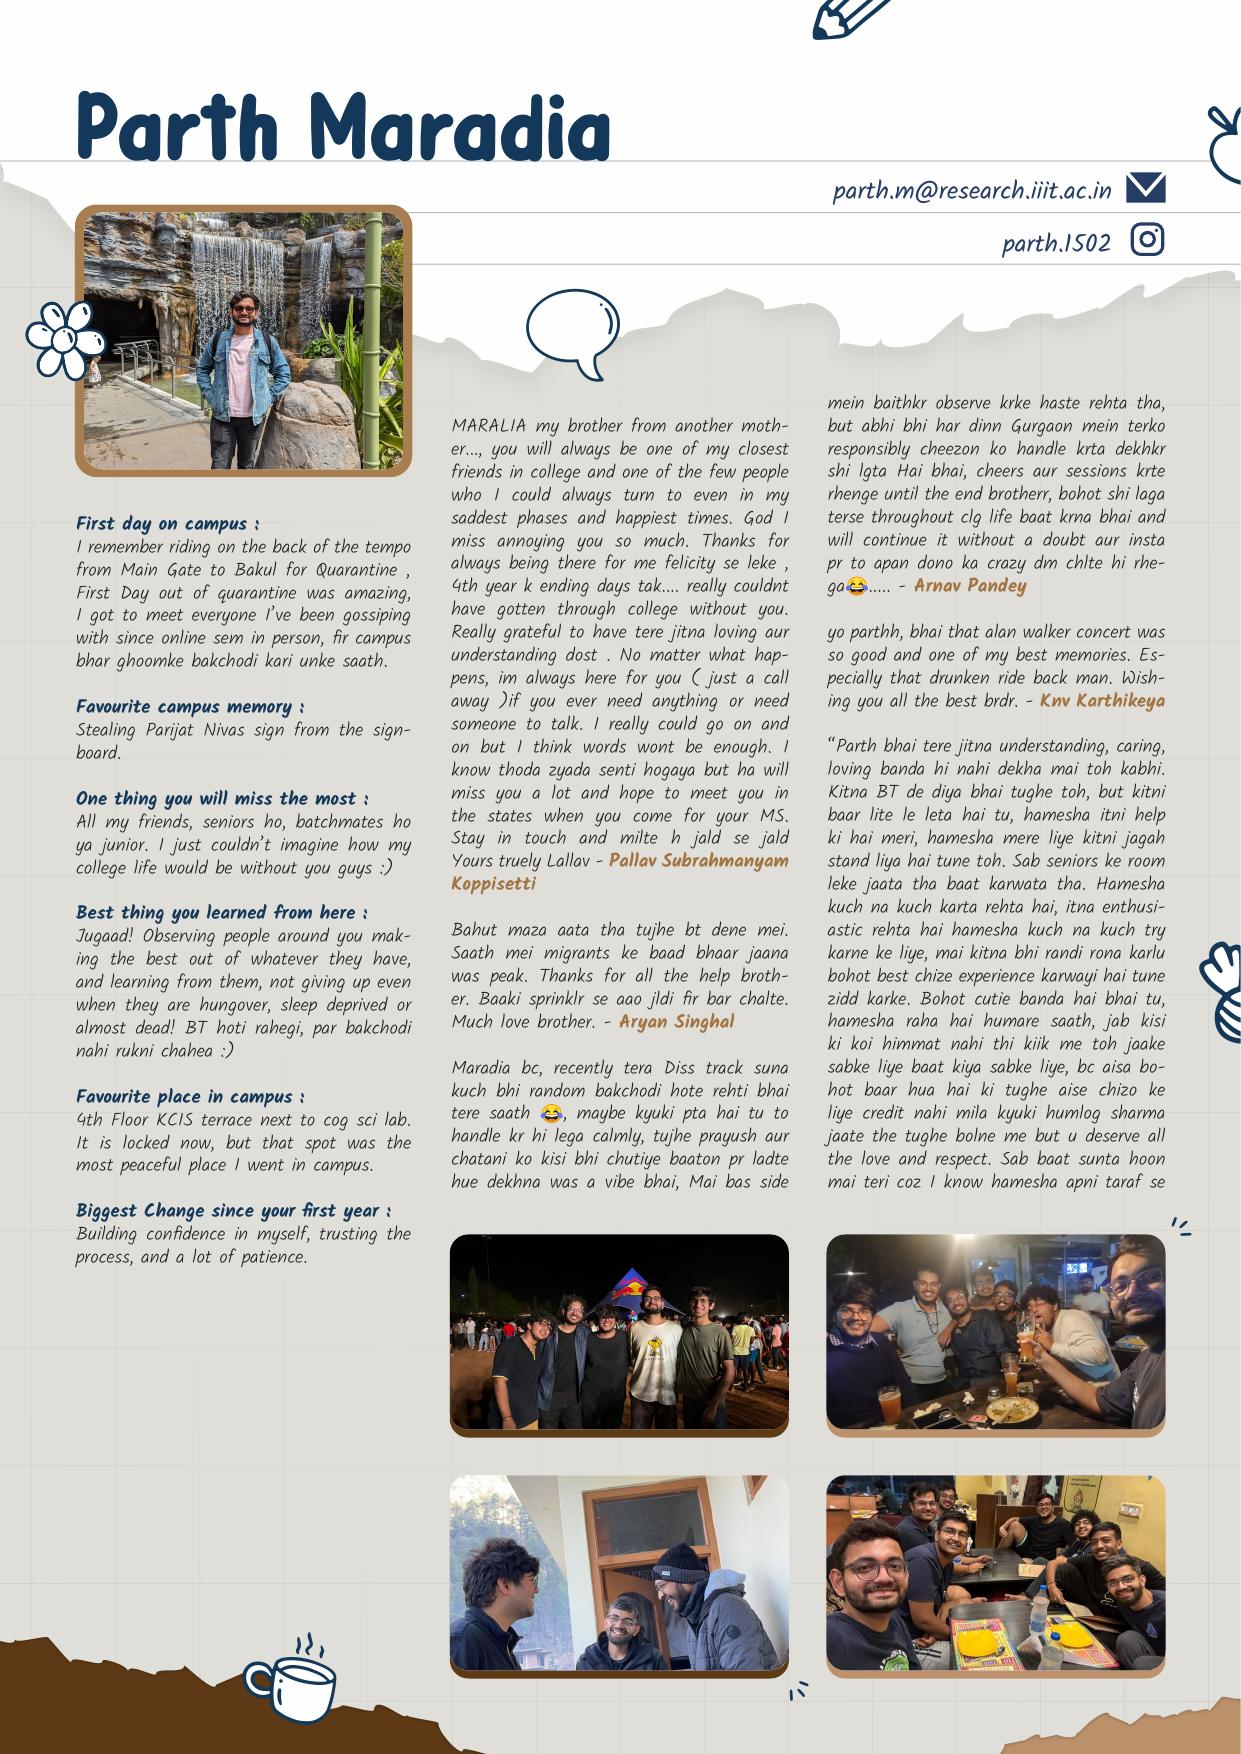 Parth Maradia
parth.m@research.iiit.ac.in
parth.1502
First day on campus :
I remember riding on the back of the tempo
from Main Gate to Bakul for Quarantine ,
First Day out of quarantine was amazing,
I got to meet everyone I've been gossiping
with since online sem in person, fir campus
bhar ghoomke bakchodi kari unke saath.
Favourite campus memory :
Stealing Parijat Nivas sign from the sign-
board.
One thing you will miss the most :
All my friends, seniors ho, batchmates ho
ya junior. I just couldn't imagine how my
college life would be without you guys :)
Best thing you learned from here :
Jugaad! Observing people around you mak-
ing the best out of whatever they have,
and learning from them, not giving up even
when they are hungover, sleep deprived or
almost dead! BT hoti rahegi, par bakchodi
nahi rukni chahea :)
Favourite place in campus :
4th Floor KCIS terrace next to cog sci lab.
It is locked now, but that spot was the
most peaceful place I went in campus.
Biggest Change since your first year :
Building confidence in myself, trusting the
process, and a lot of patience.
MARALIA my brother from another moth-
er..., you will always be one of my closest
friends in college and one of the few people
who I could always turn to even in my
saddest phases and happiest times. God I
miss annoying you so much. Thanks for
always being there for me felicity se leke ,
4th year k ending days tak.... really couldnt
have gotten through college without you.
Really grateful to have tere jitna loving aur
understanding dost . No matter what hap-
pens, im always here for you ( just a call
away )if you ever need anything or need
someone to talk. I really could go on and
on but I think words wont be enough. I
know thoda zyada senti hogaya but ha will
miss you a lot and hope to meet you in
the states when you come for your MS.
Stay in touch and milte h jald se jald
Yours truely Lallav - Pallav Subrahmanyam
Koppisetti
Bahut maza aata tha tujhe bt dene mei.
Saath mei migrants ke baad bhaar jaana
was peak. Thanks for all the help broth-
er. Baaki sprinklr se aao jldi fir bar chalte.
Much love brother. - Aryan Singhal
Maradia bc, recently tera Diss track suna
kuch bhi random bakchodi hote rehti bhai
tere saath 😂, maybe kyuki pta hai tu to
handle kr hi lega calmly, tujhe prayush aur
chatani ko kisi bhi chutiye baaton pr ladte
hue dekhna was a vibe bhai, Mai bas side
mein baithkr observe krke haste rehta tha,
but abhi bhi har dinn Gurgaon mein terko
responsibly cheezon ko handle krta dekhkr
shi lgta Hai bhai, cheers aur sessions krte
rhenge until the end brotherr, bohot shi laga
terse throughout clg life baat krna bhai and
will continue it without a doubt aur insta
pr to apan dono ka crazy dm chlte hi rhe-
ga😂..... - Arnav Pandey
yo parthh, bhai that alan walker concert was
so good and one of my best memories. Es-
pecially that drunken ride back man. Wish-
ing you all the best brdr. - Knv Karthikeya
“Parth bhai tere jitna understanding, caring,
loving banda hi nahi dekha mai toh kabhi.
Kitna BT de diya bhai tughe toh, but kitni
baar lite le leta hai tu, hamesha itni help
ki hai meri, hamesha mere liye kitni jagah
stand liya hai tune toh. Sab seniors ke room
leke jaata tha baat karwata tha. Hamesha
kuch na kuch karta rehta hai, itna enthusi-
astic rehta hai hamesha kuch na kuch try
karne ke liye, mai kitna bhi randi rona karlu
bohot best chize experience karwayi hai tune
zidd karke. Bohot cutie banda hai bhai tu,
hamesha raha hai humare saath, jab kisi
ki koi himmat nahi thi kiik me toh jaake
sabke liye baat kiya sabke liye, bc aisa bo-
hot baar hua hai ki tughe aise chizo ke
liye credit nahi mila kyuki humlog sharma
jaate the tughe bolne me but u deserve all
the love and respect. Sab baat sunta hoon
mai teri coz I know hamesha apni taraf se